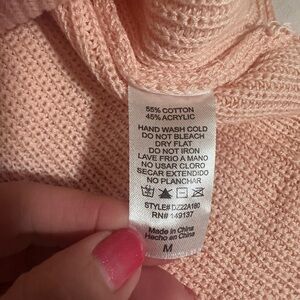 55% COTTON
45% ACRYLIC
HAND WASH COLD
DO NOT BLEACH
DRY FLAT
DO NOT IRON
LAVE FRIO A MANO
NO USAR CLORO
SECAR EXTENDIDO
NO PLANCHAR
STYLE# DZ22A160
RN# 149137
Made in China
Hecho en China
M